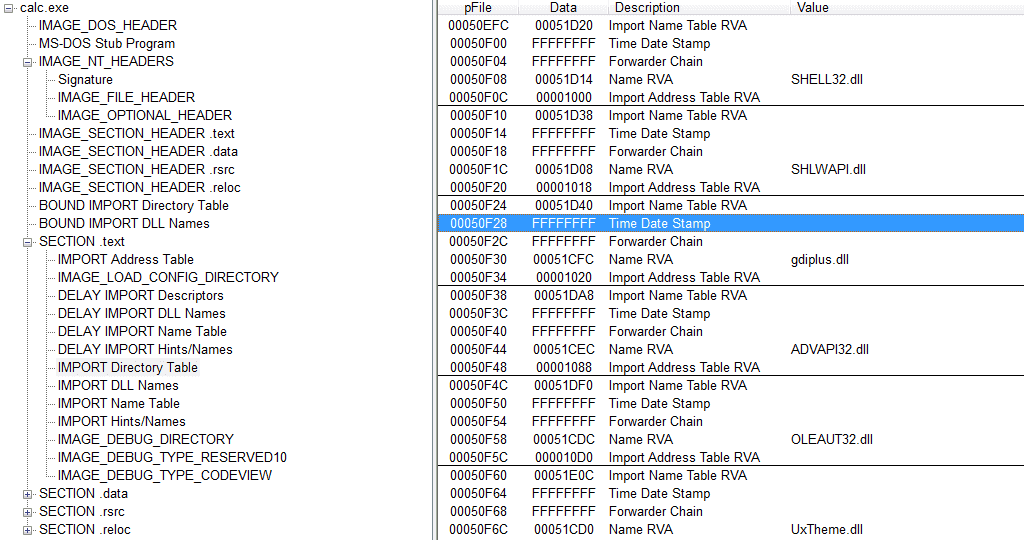 calc.exe
IMAGE_DOS_HEADER
MS-DOS Stub Program
IMAGE_NT_HEADERS
Signature
IMAGE_FILE_HEADER
IMAGE_OPTIONAL_HEADER
IMAGE_SECTION_HEADER .text
IMAGE_SECTION_HEADER .data
IMAGE_SECTION_HEADER .rsrc
IMAGE_SECTION_HEADER .reloc
BOUND IMPORT Directory Table
BOUND IMPORT DLL Names
SECTION .text
IMPORT Address Table
IMAGE_LOAD_CONFIG_DIRECTORY
DELAY IMPORT Descriptors
DELAY IMPORT DLL Names
DELAY IMPORT Name Table
DELAY IMPORT Hints/Names
IMPORT Directory Table
IMPORT DLL Names
IMPORT Name Table
IMPORT Hints/Names
IMAGE_DEBUG_DIRECTORY
IMAGE_DEBUG_TYPE_RESERVED10
IMAGE_DEBUG_TYPE_CODEVIEW
SECTION .data
SECTION .rsrc
SECTION .reloc
pFile Data Description Value
00050EFC 00051D20 Import Name Table RVA
00050F00 FFFFFFFF Time Date Stamp
00050F04 FFFFFFFF Forwarder Chain
00050F08 00051D14 Name RVA SHELL32.dll
00050F0C 00001000 Import Address Table RVA
00050F10 00051D38 Import Name Table RVA
00050F14 FFFFFFFF Time Date Stamp
00050F18 FFFFFFFF Forwarder Chain
00050F1C 00051D08 Name RVA SHLWAPI.dll
00050F20 00001018 Import Address Table RVA
00050F24 00051D40 Import Name Table RVA
00050F28 FFFFFFFF Time Date Stamp
00050F2C FFFFFFFF Forwarder Chain
00050F30 00051CFC Name RVA gdiplus.dll
00050F34 00001020 Import Address Table RVA
00050F38 00051DA8 Import Name Table RVA
00050F3C FFFFFFFF Time Date Stamp
00050F40 FFFFFFFF Forwarder Chain
00050F44 00051CEC Name RVA ADVAPI32.dll
00050F48 00001088 Import Address Table RVA
00050F4C 00051DF0 Import Name Table RVA
00050F50 FFFFFFFF Time Date Stamp
00050F54 FFFFFFFF Forwarder Chain
00050F58 00051CDC Name RVA OLEAUT32.dll
00050F5C 000010D0 Import Address Table RVA
00050F60 00051E0C Import Name Table RVA
00050F64 FFFFFFFF Time Date Stamp
00050F68 FFFFFFFF Forwarder Chain
00050F6C 00051CD0 Name RVA UxTheme.dll